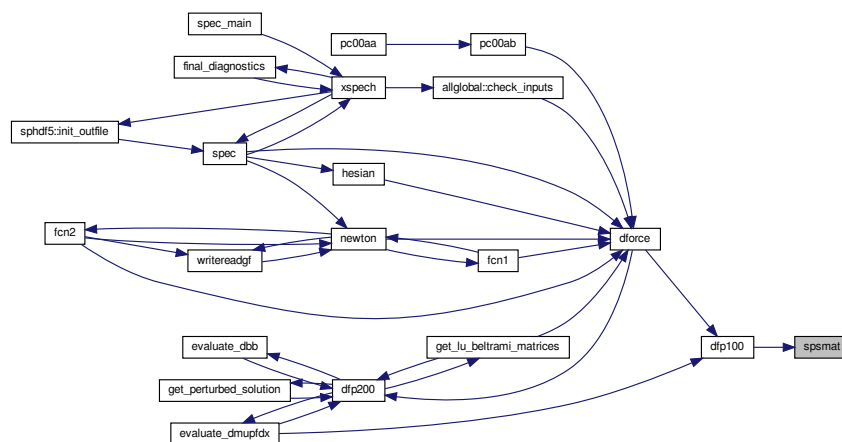 spec_main
pc00aa
pc00ab
final_diagnostics
xspech
allglobal::check_inputs
sphdf5::init_outfile
spec
hesian
fcn2
newton
dforce
writereadgf
fcn1
evaluate_dbb
get_lu_beltrami_matrices
dfp100
spsmat
get_perturbed_solution
dfp200
evaluate_dmupfdx